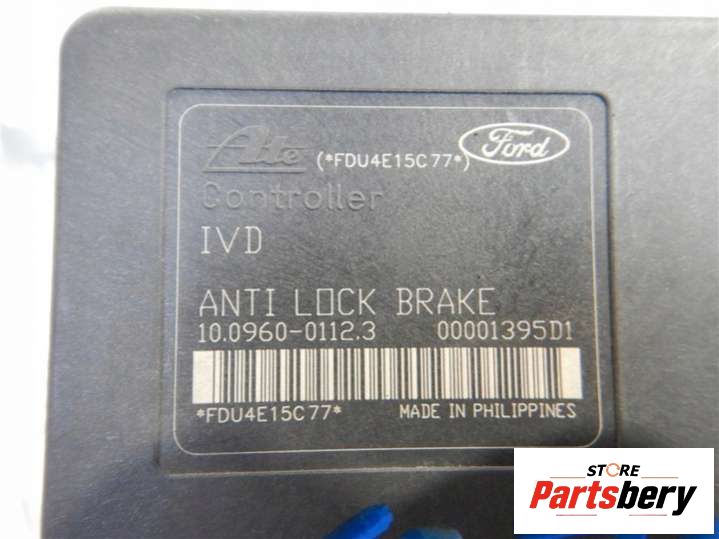 Ate (*FDU4E15C77*) Ford
Controller
IVD
ANTI LOCK BRAKE
10.0960-0112.3 00001395D1
*FDU4E15C77* MADE IN PHILIPPINES
STORE
Partsbery